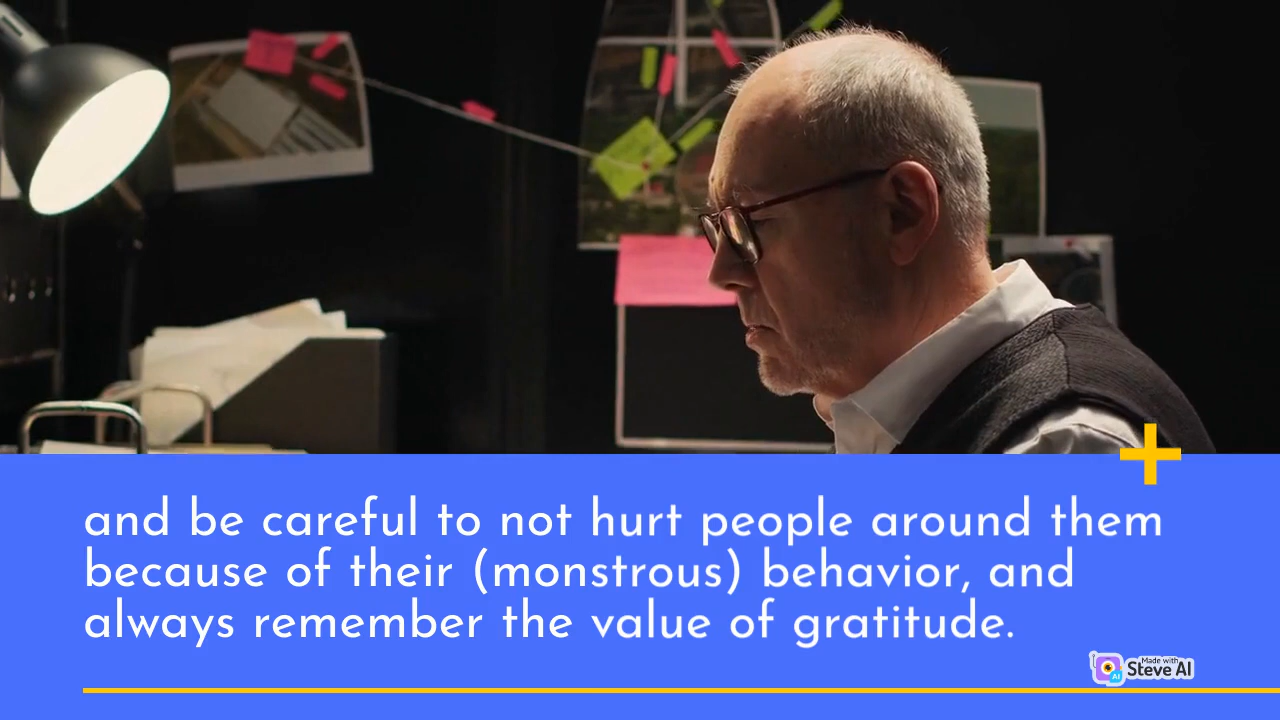 and be careful to not hurt people around them
because of their (monstrous) behavior, and
always remember the value of gratitude.
Made with
Steve AI
AI